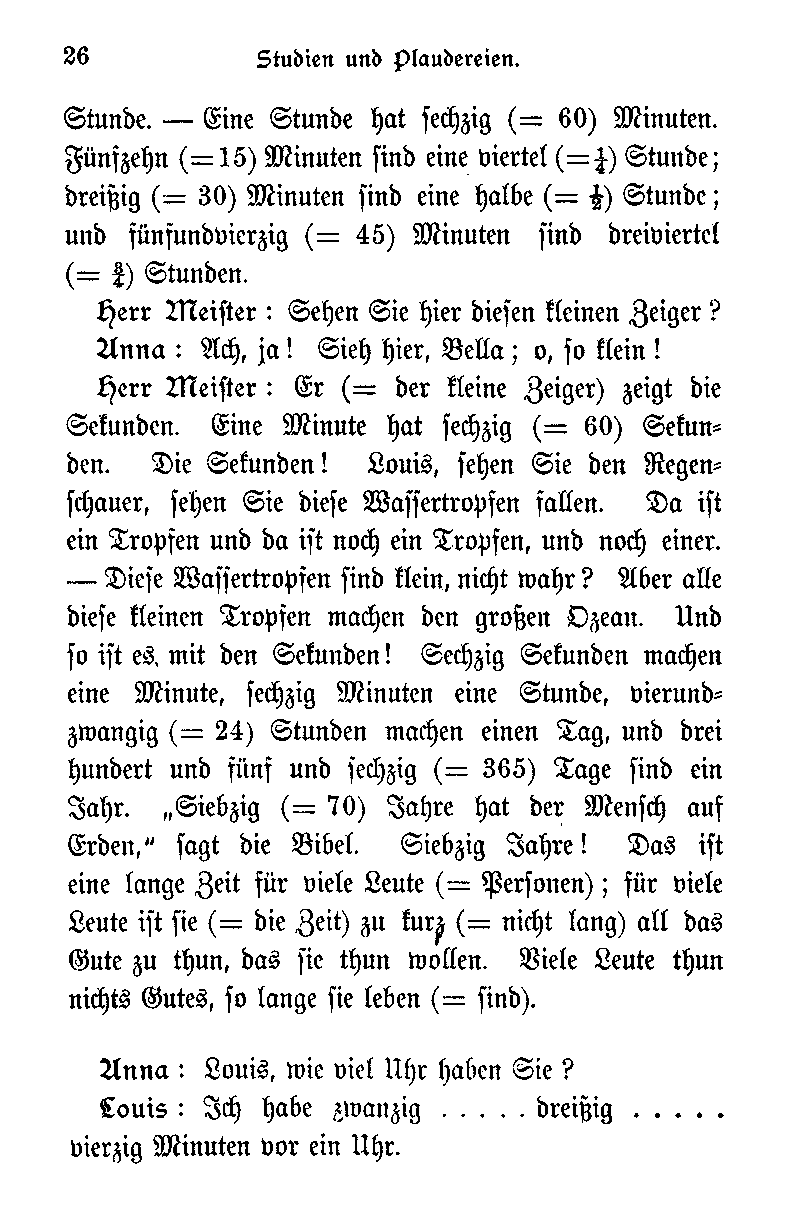 26 Studien und Plaudereien.
Stunde. — Eine Stunde hat sechzig (= 60) Minuten.
Fünfzehn (= 15) Minuten sind eine viertel (= ¼) Stunde;
dreißig (= 30) Minuten sind eine halbe (= ½) Stunde;
und fünfundvierzig (= 45) Minuten sind dreiviertel
(= ¾) Stunden.
Herr Meister : Sehen Sie hier diesen kleinen Zeiger ?
Anna : Ach, ja ! Sieh hier, Bella ; o, so klein !
Herr Meister : Er (= der kleine Zeiger) zeigt die
Sekunden. Eine Minute hat sechzig (= 60) Sekun-
den. Die Sekunden ! Louis, sehen Sie den Regen-
schauer, sehen Sie diese Wassertropfen fallen. Da ist
ein Tropfen und da ist noch ein Tropfen, und noch einer.
— Diese Wassertropfen sind klein, nicht wahr ? Aber alle
diese kleinen Tropfen machen den großen Ozean. Und
so ist es, mit den Sekunden ! Sechzig Sekunden machen
eine Minute, sechzig Minuten eine Stunde, vierund-
zwangig (= 24) Stunden machen einen Tag, und drei
hundert und fünf und sechzig (= 365) Tage sind ein
Jahr. „Siebzig (= 70) Jahre hat der Mensch auf
Erden,“ sagt die Bibel. Siebzig Jahre ! Das ist
eine lange Zeit für viele Leute (= Personen) ; für viele
Leute ist sie (= die Zeit) zu kurz (= nicht lang) all das
Gute zu thun, das sie thun wollen. Viele Leute thun
nichts Gutes, so lange sie leben (= sind).
Anna : Louis, wie viel Uhr haben Sie ?
Louis : Ich habe zwanzig . . . . . dreißig . . . . .
vierzig Minuten vor ein Uhr.